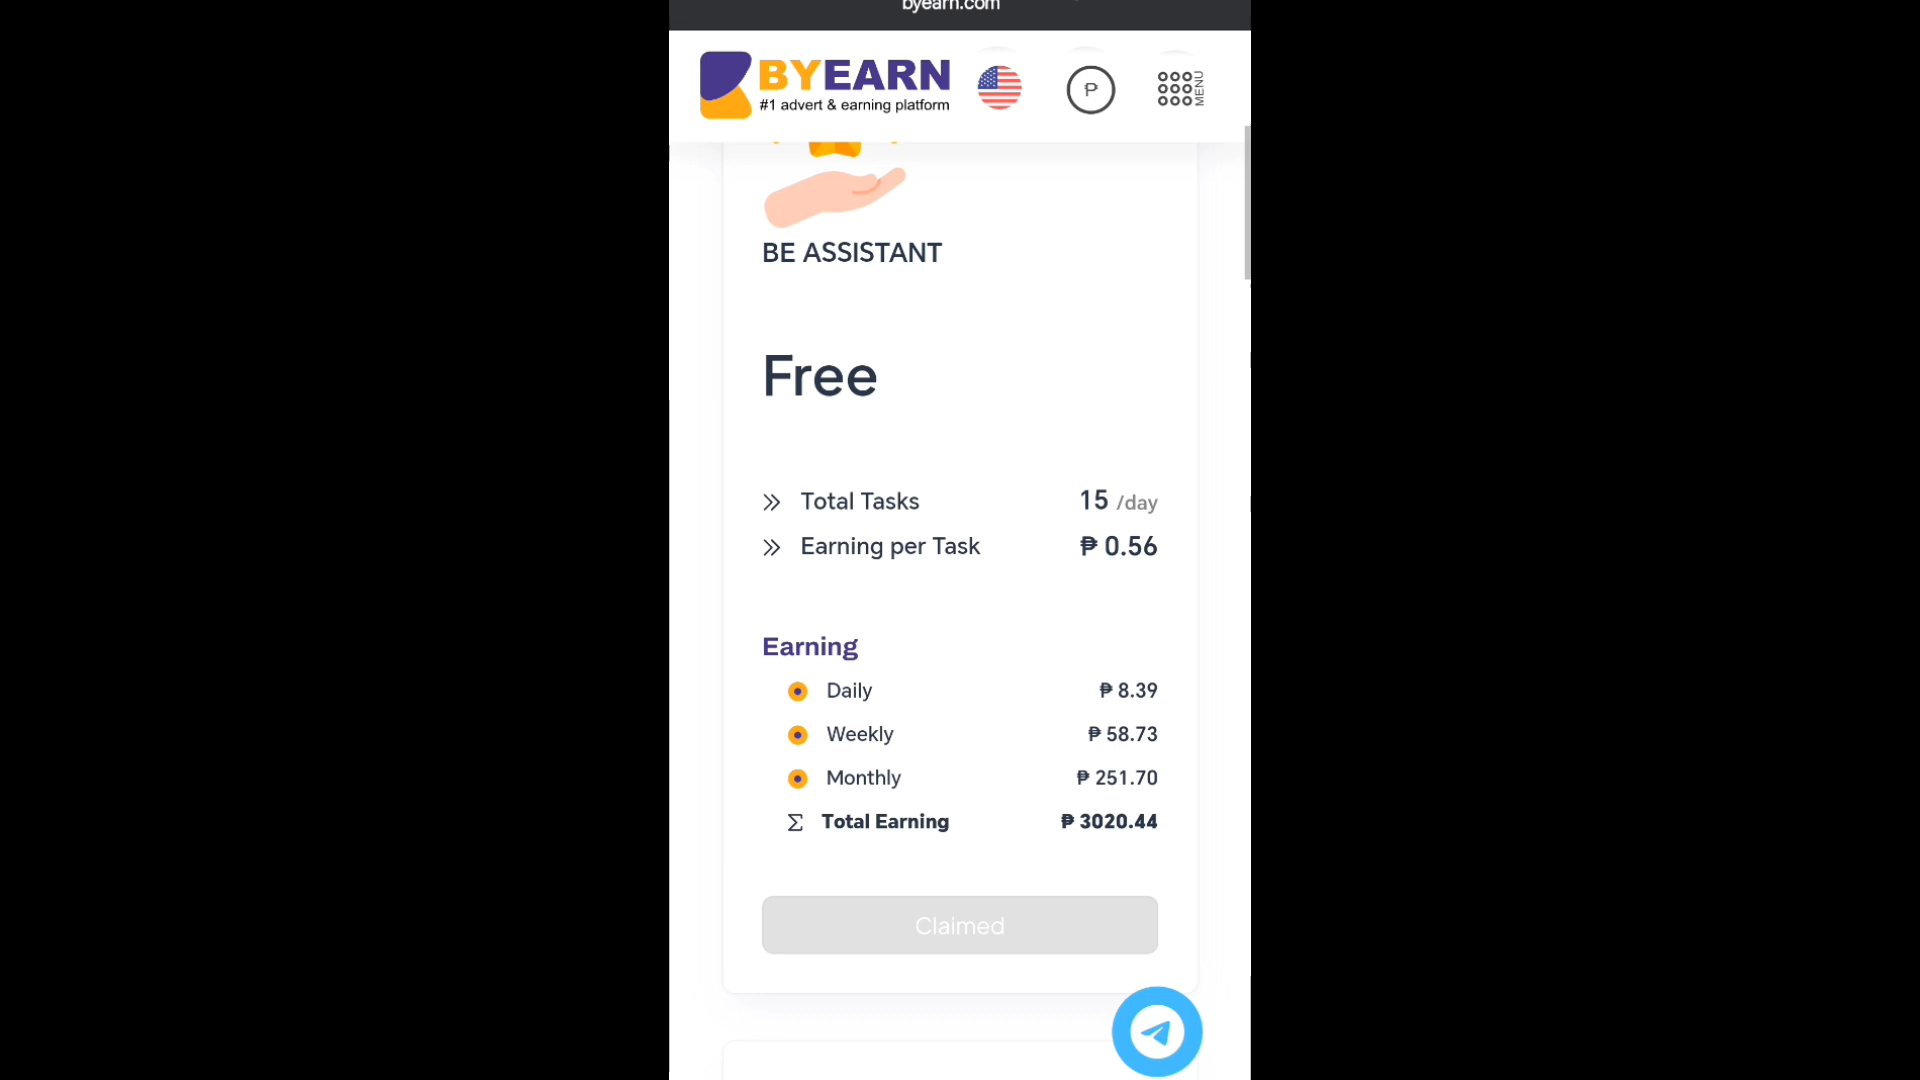 byearn.com
BYEARN
#1 advert & earning platform
₱
MENU
BE ASSISTANT
Free
Total Tasks 15 /day
Earning per Task ₱ 0.56
Earning
Daily ₱ 8.39
Weekly ₱ 58.73
Monthly ₱ 251.70
Σ Total Earning ₱ 3020.44
Claimed